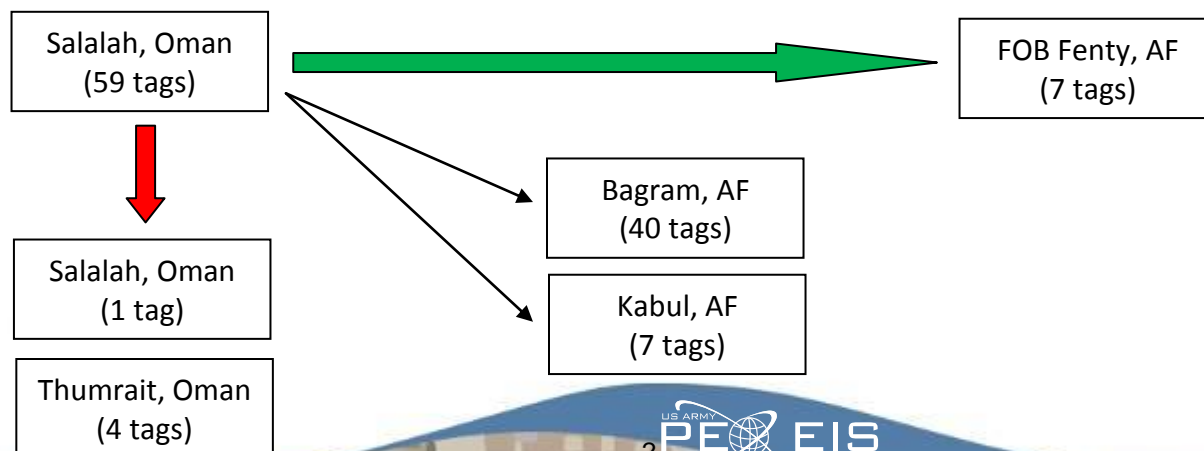 Salalah, Oman
(59 tags)
FOB Fenty, AF
(7 tags)
Bagram, AF
(40 tags)
Salalah, Oman
(1 tag)
Kabul, AF
(7 tags)
Thumrait, Oman
(4 tags)
US ARMY
PEO EIS
2